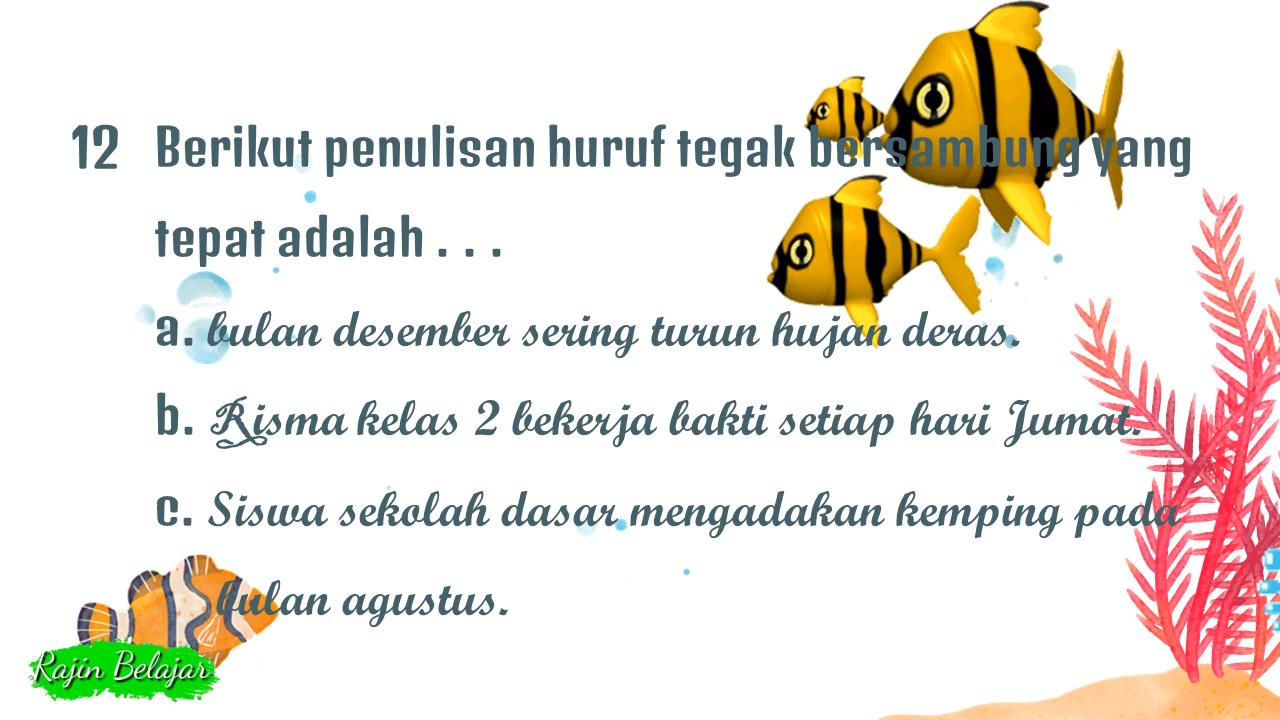 12 Berikut penulisan huruf tegak bersambung yang
tepat adalah . . .
a. bulan desember sering turun hujan deras.
b. Risma kelas 2 bekerja bakti setiap hari Jumat.
c. Siswa sekolah dasar mengadakan kemping pada
bulan agustus.
Rajin Belajar